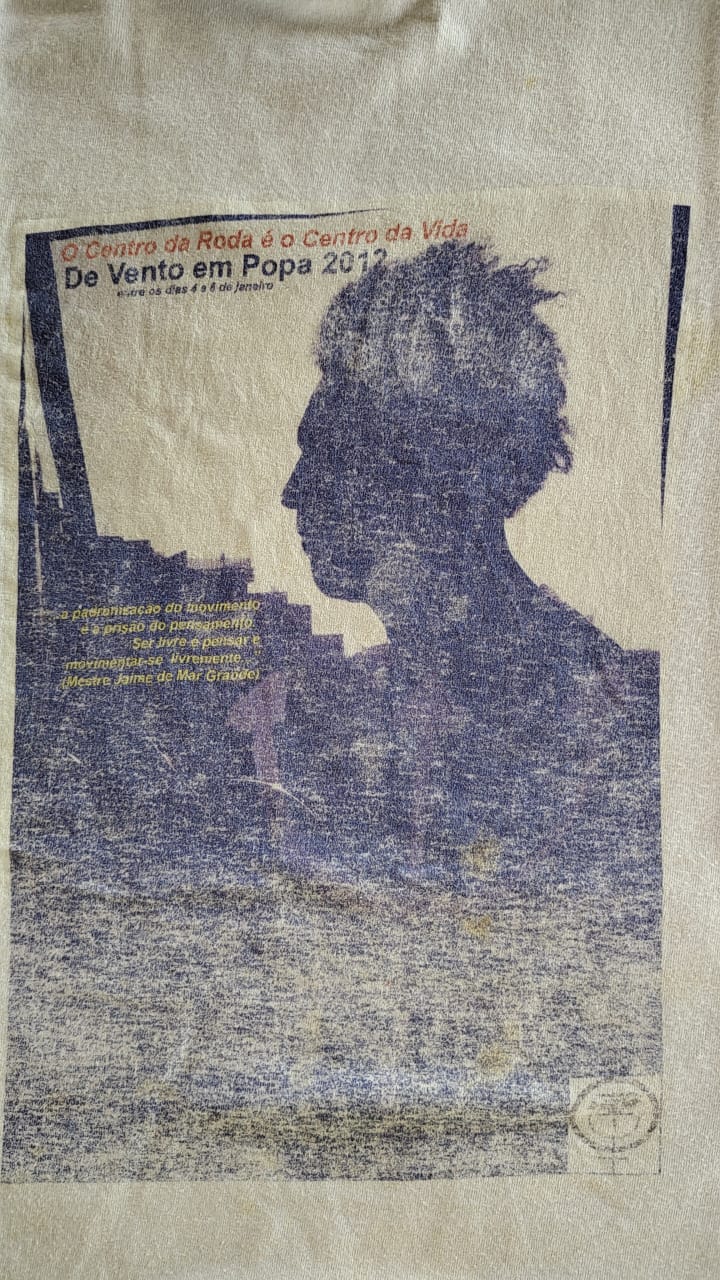 O Centro da Roda é o Centro da Vida
De Vento em Popa 2012
entre os dias 4 e 8 de janeiro
a padronização do movimento
é a prisão do pensamento
Ser livre é pensar e
movimentar-se livremente..."
(Mestre Jaime de Mar Grande)